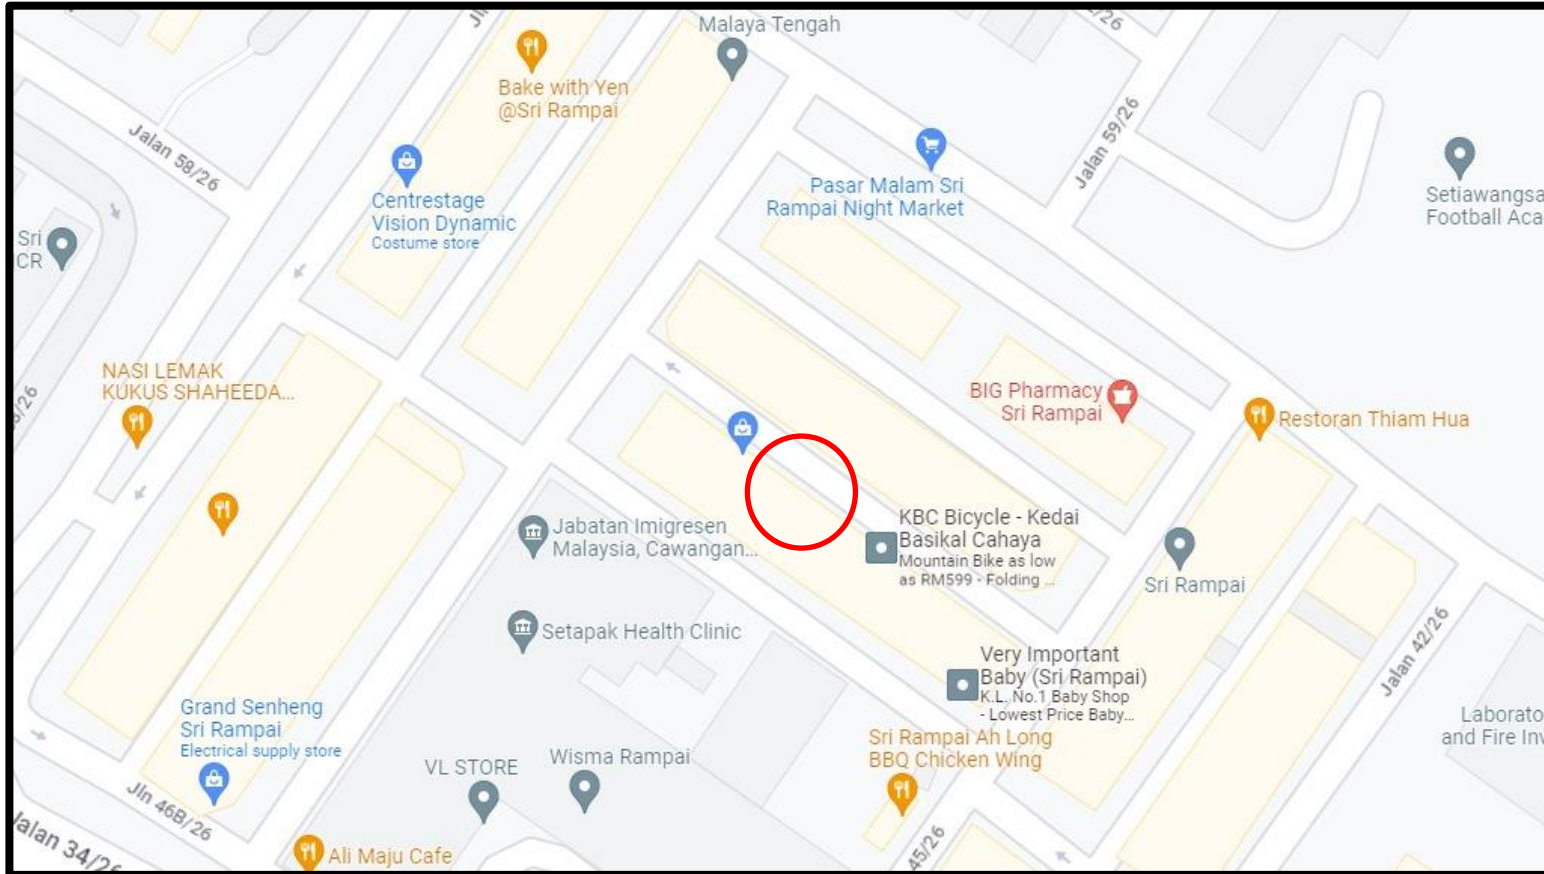 Malaya Tengah
Bake with Yen
@Sri Rampai
Jalan 58/26
Jalan 59/26
Centrestage
Vision Dynamic
Costume store
Pasar Malam Sri
Rampai Night Market
Setiawangsa
Football Aca
Sri
CR
NASI LEMAK
KUKUS SHAHEEDA...
BIG Pharmacy
Sri Rampai
Restoran Thiam Hua
Jabatan Imigresen
Malaysia, Cawangan...
KBC Bicycle - Kedai
Basikal Cahaya
Mountain Bike as low
as RM599 - Folding ...
Sri Rampai
Setapak Health Clinic
Jalan 42/26
Very Important
Baby (Sri Rampai)
K.L. No.1 Baby Shop
- Lowest Price Baby...
Grand Senheng
Sri Rampai
Electrical supply store
Laborato
and Fire Inv
Sri Rampai Ah Long
BBQ Chicken Wing
VL STORE
Wisma Rampai
Jln 46B/26
Jalan 34/26
45/26
Ali Maju Cafe